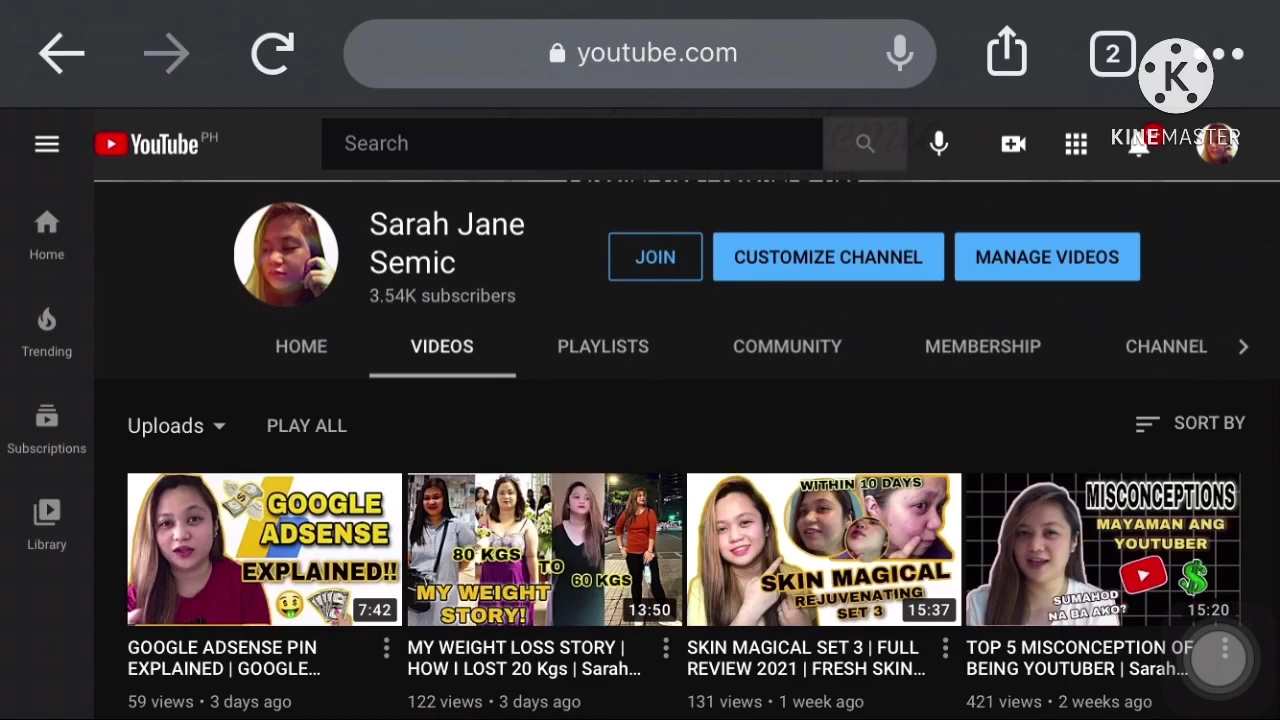 youtube.com
2
K
KINEMASTER
YouTube PH
Search
Sarah Jane
Semic
3.54K subscribers
JOIN
CUSTOMIZE CHANNEL
MANAGE VIDEOS
HOME
VIDEOS
PLAYLISTS
COMMUNITY
MEMBERSHIP
CHANNEL
Home
Trending
Subscriptions
Library
Uploads
PLAY ALL
SORT BY
GOOGLE
ADSENSE
EXPLAINED!!
7:42
80 KGS
TO
60 KGS
MY WEIGHT
STORY!
13:50
WITHIN 10 DAYS
SKIN MAGICAL
REJUVENATING
SET 3
15:37
MISCONCEPTIONS
MAYAMAN ANG
YOUTUBER
SUMAHOD
NA BA AKO?
15:20
GOOGLE ADSENSE PIN
EXPLAINED | GOOGLE...
59 views • 3 days ago
MY WEIGHT LOSS STORY |
HOW I LOST 20 Kgs | Sarah...
122 views • 3 days ago
SKIN MAGICAL SET 3 | FULL
REVIEW 2021 | FRESH SKIN...
131 views • 1 week ago
TOP 5 MISCONCEPTION OF
BEING YOUTUBER | Sarah...
421 views • 2 weeks ago